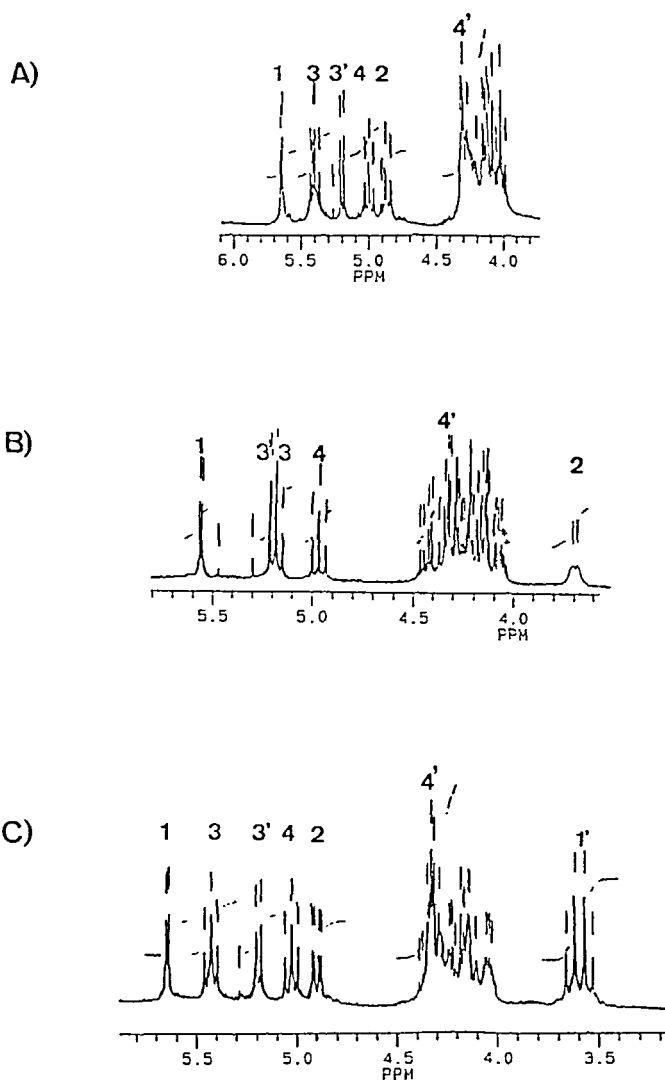 A)
1 3 3' 4 2 4'
6.0 5.5 5.0 4.5 4.0
PPM
B)
1 3' 3 4 4' 2
5.5 5.0 4.5 4.0
PPM
C)
1 3 3' 4 2 4' 1'
5.5 5.0 4.5 4.0 3.5
PPM